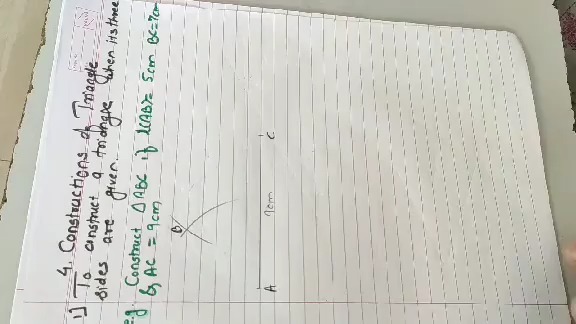 4. Constructions of Triangle
1) To construct a triangle when its three
sides are given.
e.g. Construct Δ ABC if l(AB)= 5cm BC=7cm
& AC = 9cm
B
A 9cm C